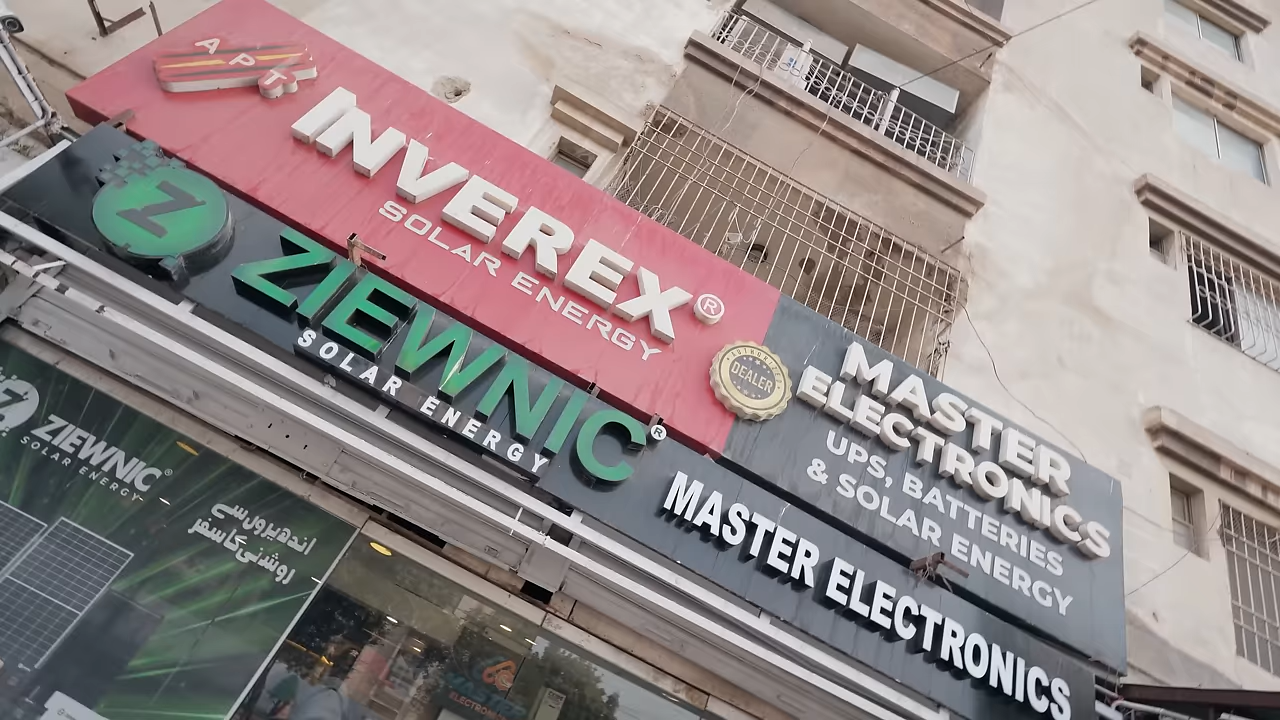 APT
INVEREX®
SOLAR ENERGY
AUTHORIZED
DEALER
MASTER
ELECTRONICS
UPS, BATTERIES
& SOLAR ENERGY
Z
ZIEWNIC®
SOLAR ENERGY
MASTER ELECTRONICS
Z
ZIEWNIC®
SOLAR ENERGY
اندھیروں سے
روشنی کا سفر